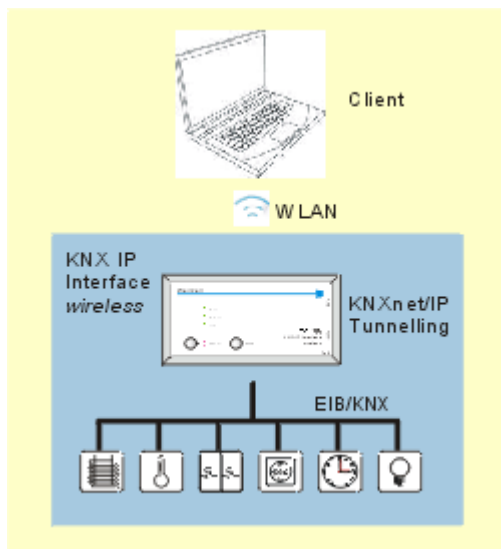 Client
WLAN
KNX IP
Interface
wireless
KNXnet/IP
Tunnelling
EIB/KNX